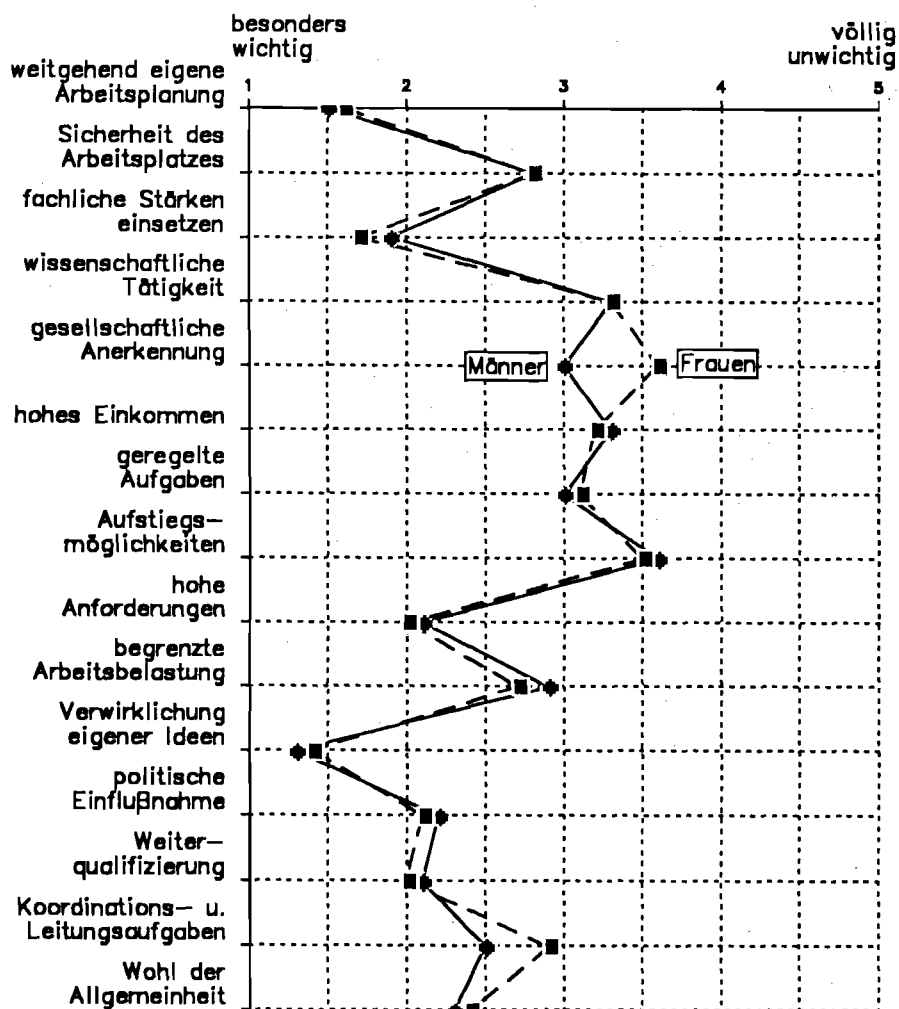 besonders
wichtig
völlig
unwichtig
1 2 3 4 5
weitgehend eigene
Arbeitsplanung
Sicherheit des
Arbeitsplatzes
fachliche Stärken
einsetzen
wissenschaftliche
Tätigkeit
gesellschaftliche
Anerkennung
Männer
Frauen
hohes Einkommen
geregelte
Aufgaben
Aufstiegs—
möglichkeiten
hohe
Anforderungen
begrenzte
Arbeitsbelastung
Verwirklichung
eigener Ideen
politische
Einflußnahme
Weiter—
qualifizierung
Koordinations— u.
Leitungsaufgaben
Wohl der
Allgemeinheit